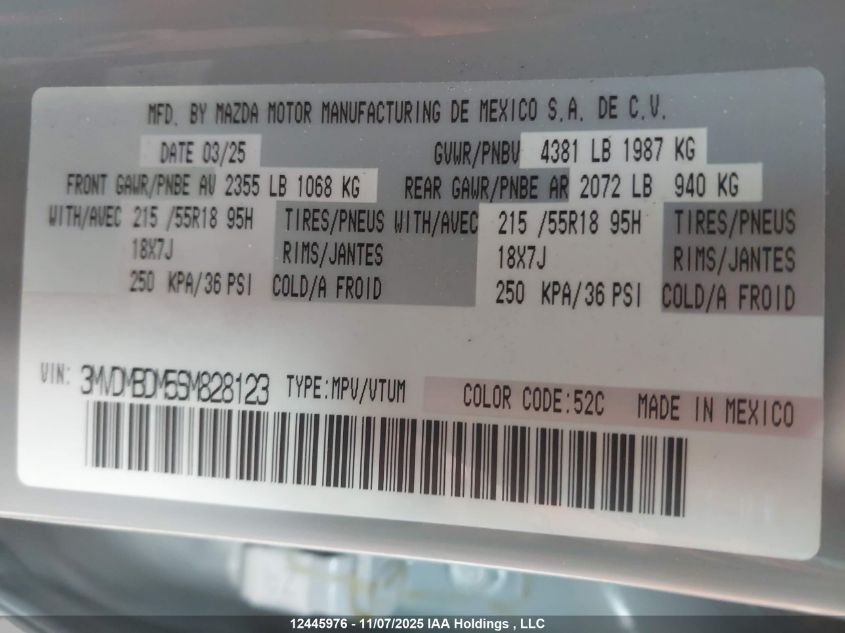 MFD. BY MAZDA MOTOR MANUFACTURING DE MEXICO S.A. DE C.V.
DATE 03/25 GVWR/PNBV 4381 LB 1987 KG
FRONT GAWR/PNBE AV 2355 LB 1068 KG REAR GAWR/PNBE AR 2072 LB 940 KG
WITH/AVEC 215 /55R18 95H TIRES/PNEUS WITH/AVEC 215 /55R18 95H TIRES/PNEUS
18X7J RIMS/JANTES 18X7J RIMS/JANTES
250 KPA/36 PSI COLD/A FROID 250 KPA/36 PSI COLD/A FROID
VIN: 3MVDMBDM5SM828123 TYPE:MPV/VTUM COLOR CODE:52C MADE IN MEXICO
12445976 - 11/07/2025 IAA Holdings , LLC